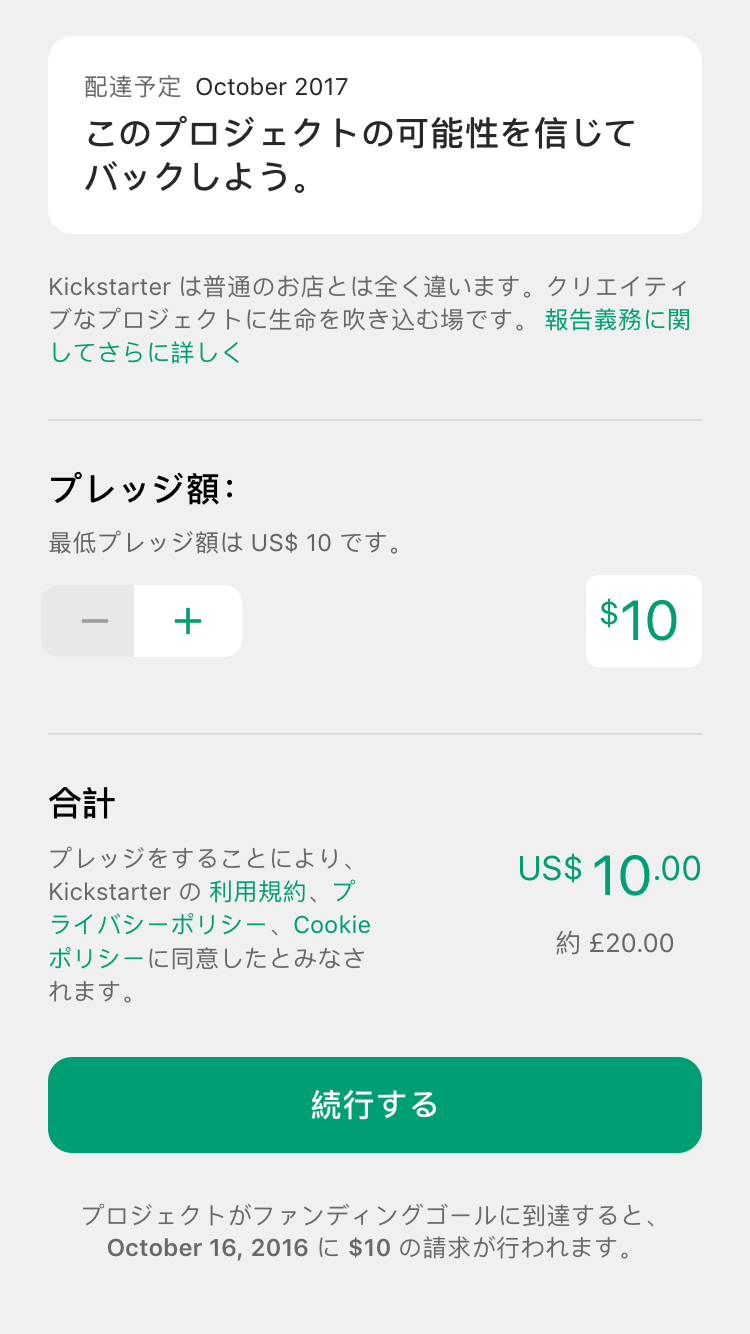 配達予定 October 2017
このプロジェクトの可能性を信じて
バックしよう。
Kickstarter は普通のお店とは全く違います。クリエイティ
ブなプロジェクトに生命を吹き込む場です。 報告義務に関
してさらに詳しく
プレッジ額：
最低プレッジ額は US$ 10 です。
− +
$10
合計
プレッジをすることにより、
Kickstarter の 利用規約、プ
ライバシーポリシー、Cookie
ポリシーに同意したとみなさ
れます。
US$ 10.00
約 £20.00
続行する
プロジェクトがファンディングゴールに到達すると、
October 16, 2016 に $10 の請求が行われます。